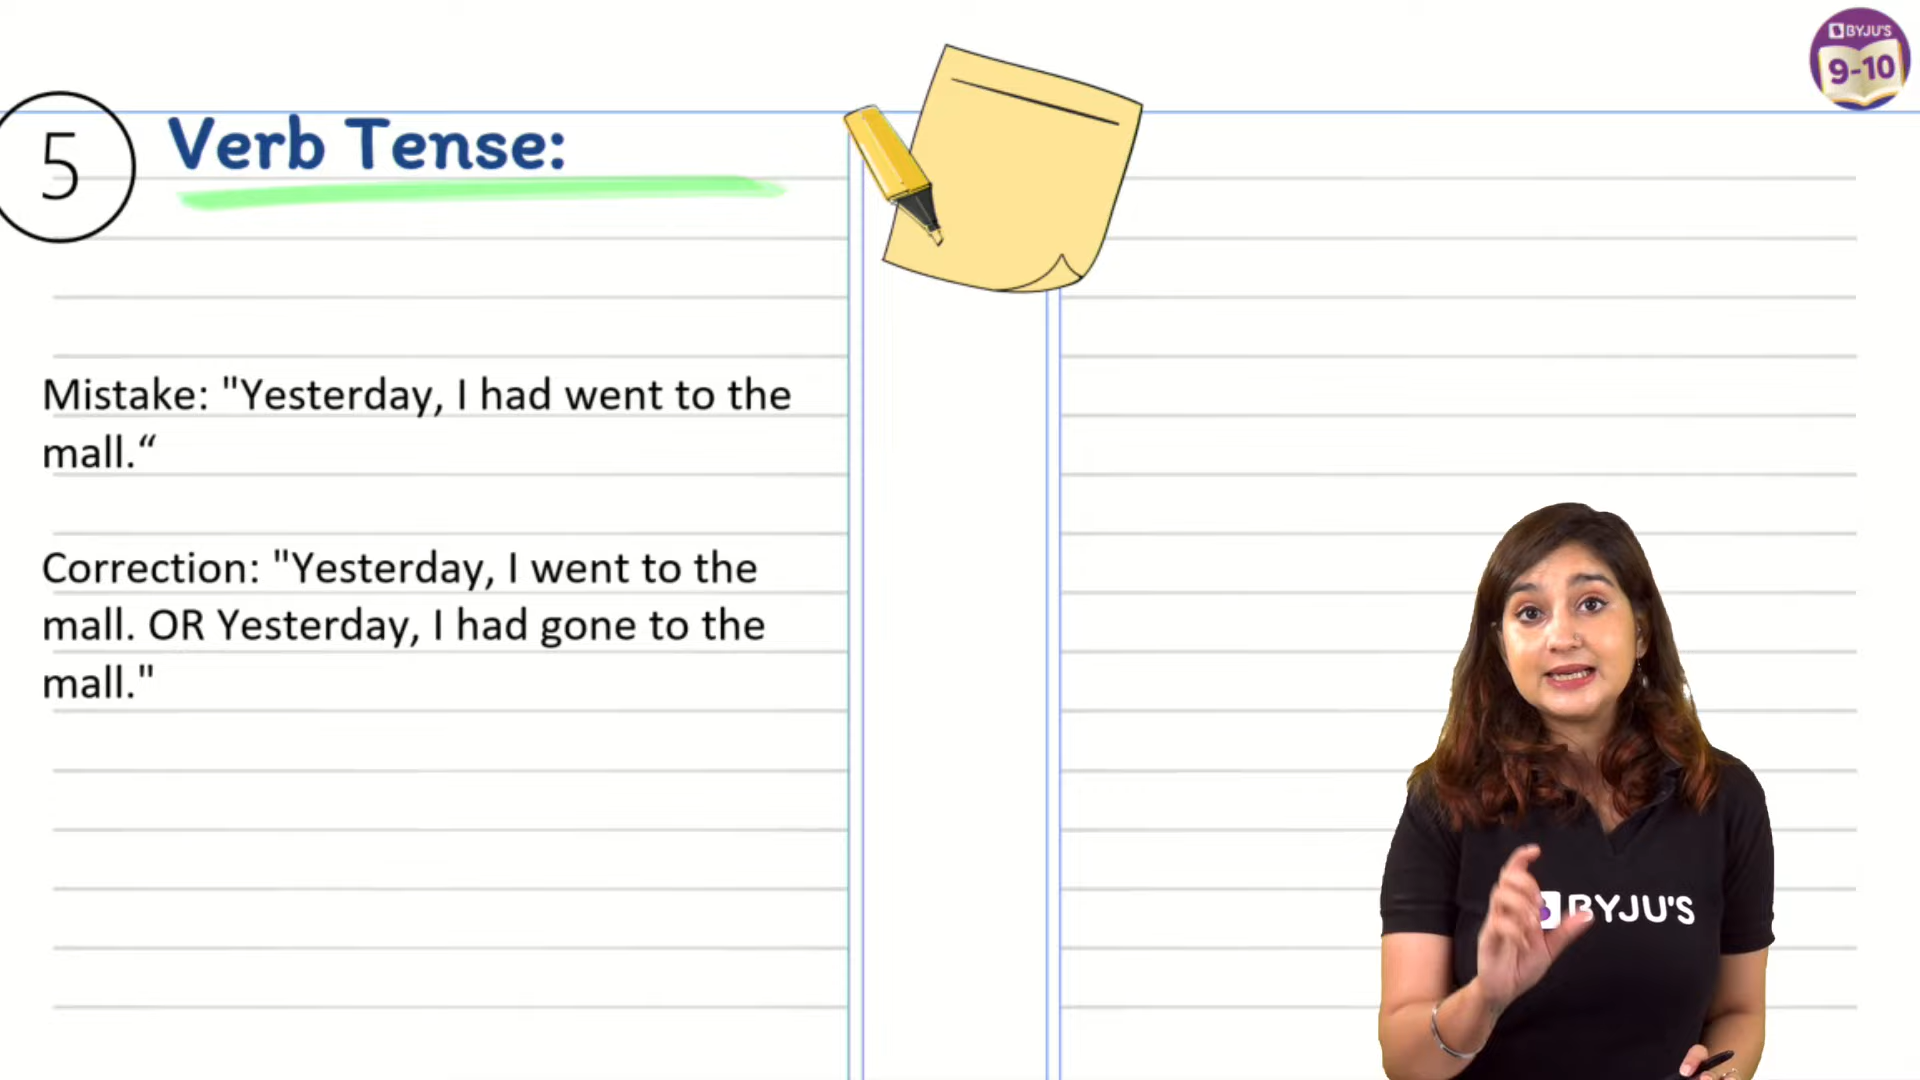 BYJU'S
9-10
5
Verb Tense:
Mistake: "Yesterday, I had went to the
mall.“
Correction: "Yesterday, I went to the
mall. OR Yesterday, I had gone to the
mall."
BYJU'S